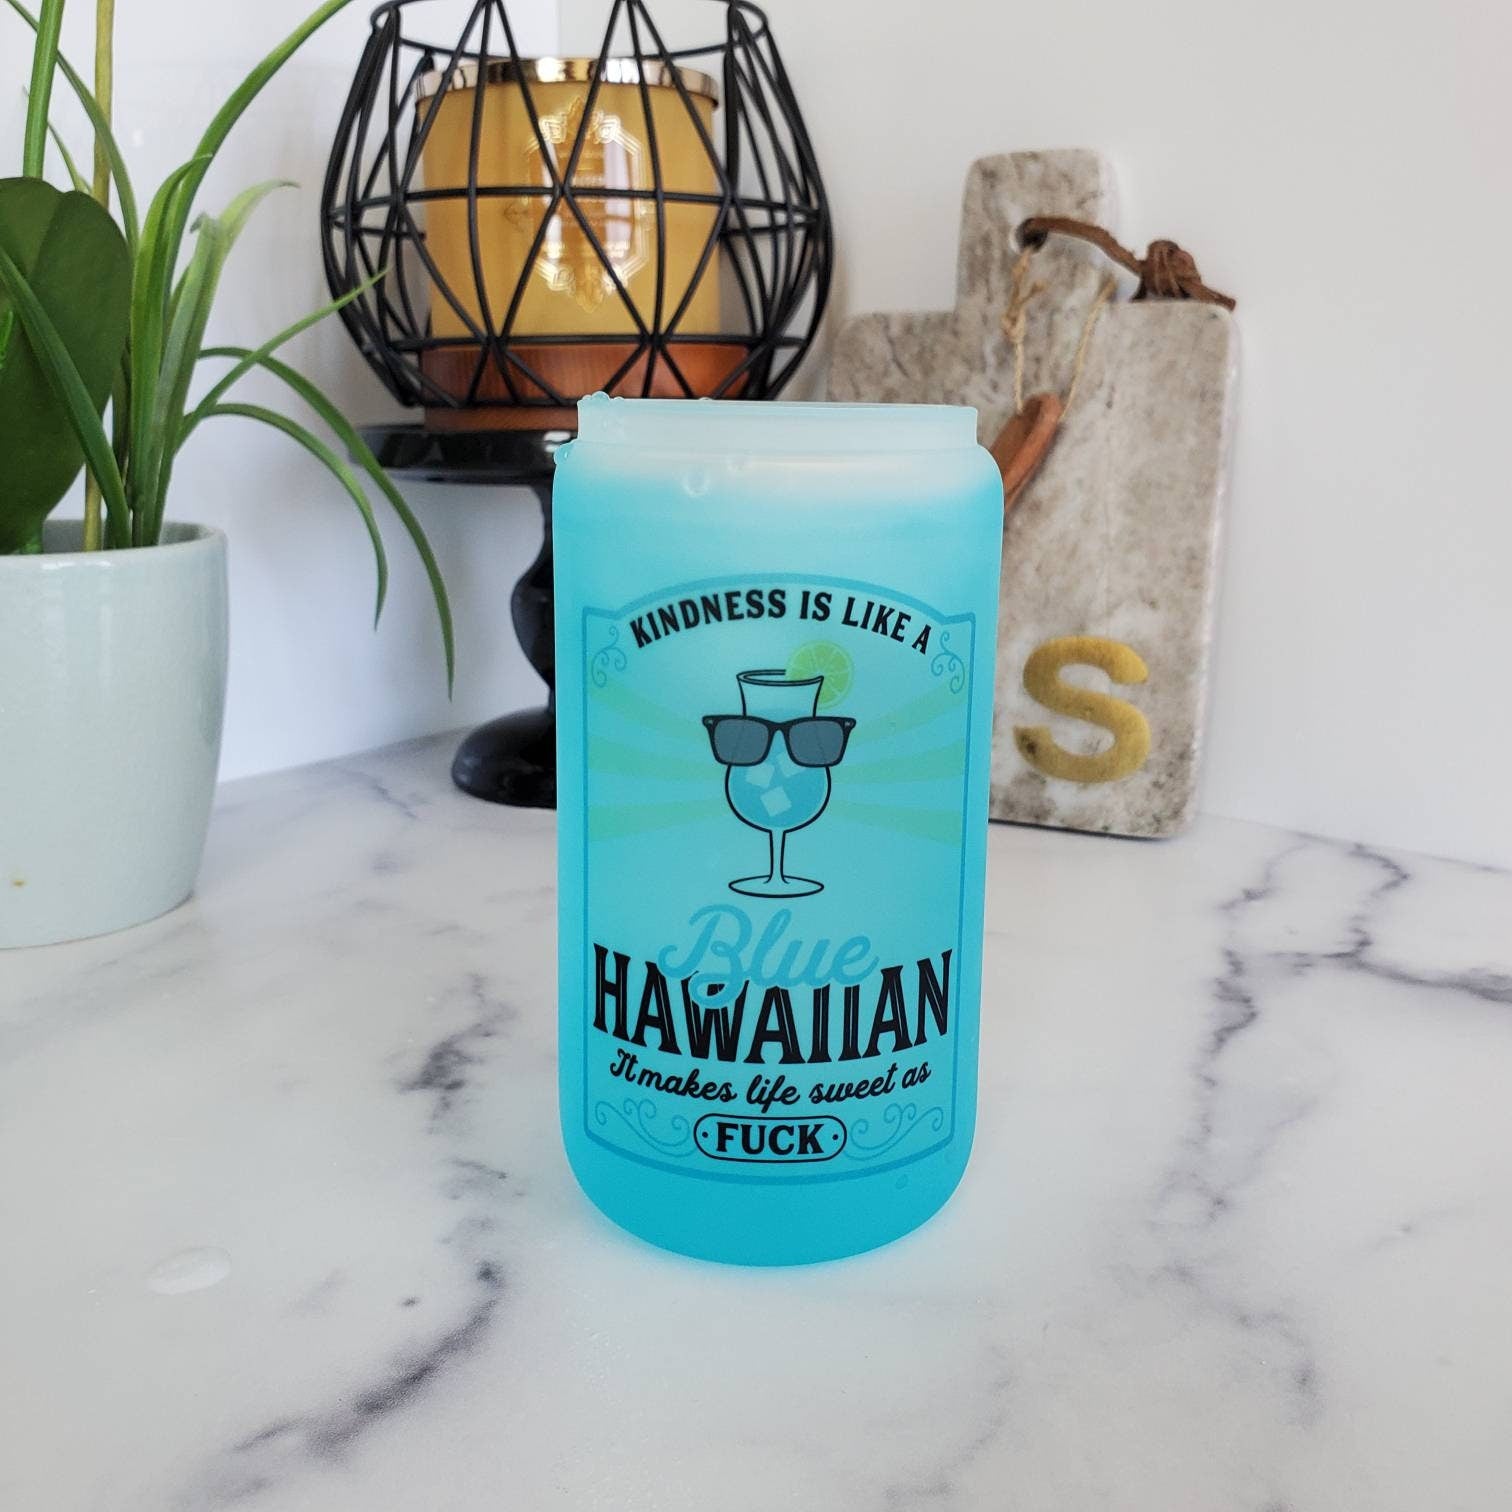 KINDNESS IS LIKE A
Blue
HAWAIIAN
It makes life sweet as
·FUCK·
S